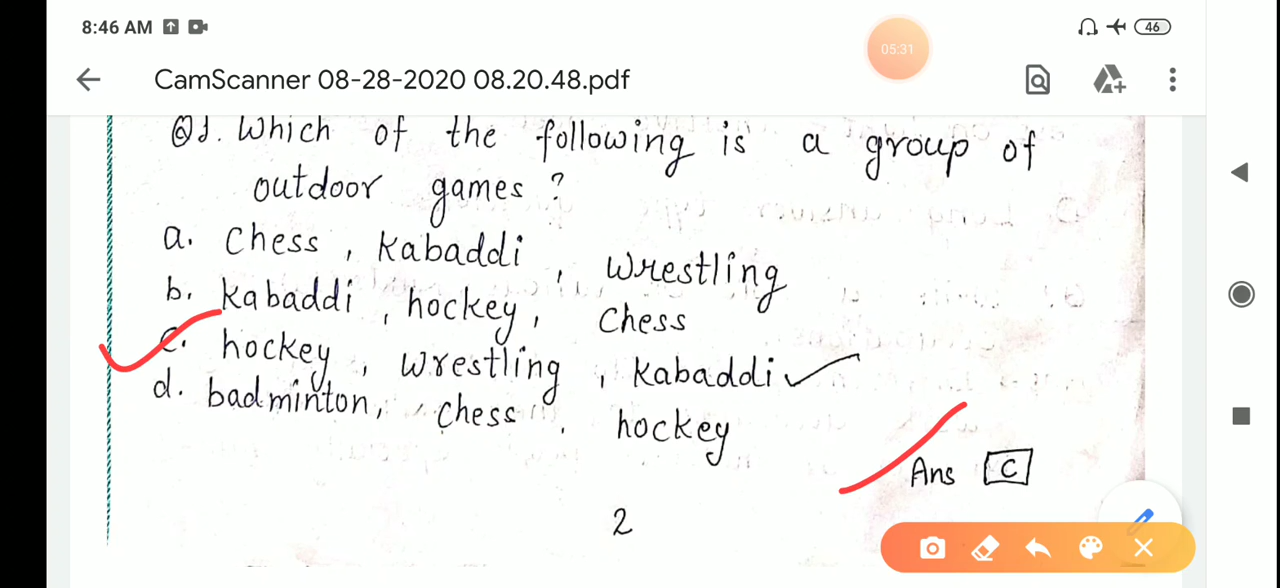 8:46 AM
46
05:31
CamScanner 08-28-2020 08.20.48.pdf
Q1. Which of the following is a group of
outdoor games?
a. Chess, Kabaddi, Wrestling
b. Kabaddi, hockey, Chess
c. hockey, wrestling, Kabaddi
d. badminton, Chess, hockey
Ans C
2